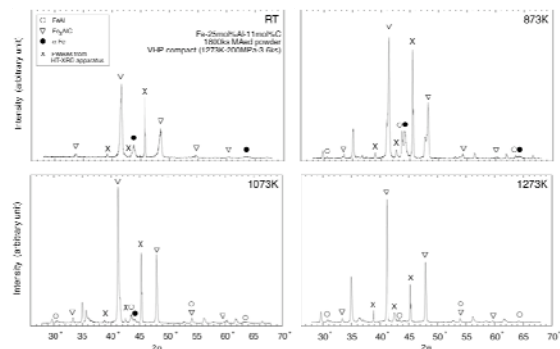 FeAl
Fe₃AlC
α-Fe
RT
Fe-25mol%Al-11mol%C
1800ks MAed powder
VHP compact (1273K-200MPa-3.6ks)
873K
Intensity (arbitrary unit)
1073K
1273K
Intensity (arbitrary unit)
30° 35° 40° 45° 50° 55° 60° 65° 70
30° 35° 40° 45° 50° 55° 60° 65° 70
2θ
2θ